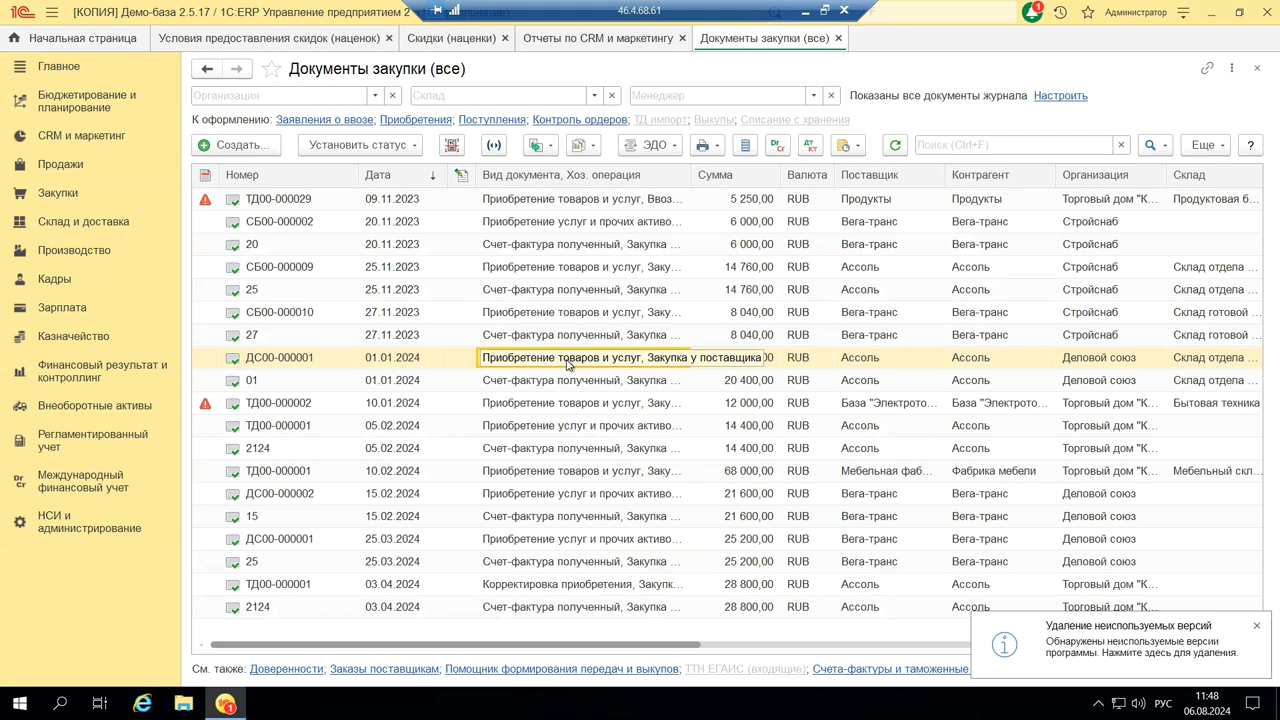 [КОПИЯ] Демо-база 2.5.17 / 1С:ERP Управление предприятием 2
46.4.68.61
1
Администратор
Начальная страница
Условия предоставления скидок (наценок)
Скидки (наценки)
Отчеты по CRM и маркетингу
Документы закупки (все)
Главное
Бюджетирование и планирование
CRM и маркетинг
Продажи
Закупки
Склад и доставка
Производство
Кадры
Зарплата
Казначейство
Финансовый результат и контроллинг
Внеоборотные активы
Регламентированный учет
Международный финансовый учет
НСИ и администрирование
Документы закупки (все)
Организация
Склад
Менеджер
Показаны все документы журнала Настроить
К оформлению: Заявления о ввозе; Приобретения; Поступления; Контроль ордеров; ТД импорт; Выкупы; Списание с хранения
Создать...
Установить статус
ЭДО
Поиск (Ctrl+F)
Еще
?
Номер Дата Вид документа, Хоз. операция Сумма Валюта Поставщик Контрагент Организация Склад
ТД00-000029 09.11.2023 Приобретение товаров и услуг, Ввоз... 5 250,00 RUB Продукты Продукты Торговый дом "К... Продуктовая б...
СБ00-000002 20.11.2023 Приобретение услуг и прочих активо... 6 000,00 RUB Вега-транс Вега-транс Стройснаб
20 20.11.2023 Счет-фактура полученный, Закупка ... 6 000,00 RUB Вега-транс Вега-транс Стройснаб
СБ00-000009 25.11.2023 Приобретение товаров и услуг, Заку... 14 760,00 RUB Ассоль Ассоль Стройснаб Склад отдела ...
25 25.11.2023 Счет-фактура полученный, Закупка ... 14 760,00 RUB Ассоль Ассоль Стройснаб Склад отдела ...
СБ00-000010 27.11.2023 Приобретение товаров и услуг, Заку... 8 040,00 RUB Ассоль Ассоль Стройснаб Склад готовой ...
27 27.11.2023 Счет-фактура полученный, Закупка ... 8 040,00 RUB Ассоль Ассоль Стройснаб Склад готовой ...
ДС00-000001 01.01.2024 Приобретение товаров и услуг, Закупка у поставщика RUB Ассоль Ассоль Деловой союз Склад отдела ...
01 01.01.2024 Счет-фактура полученный, Закупка ... 20 400,00 RUB Ассоль Ассоль Деловой союз Склад отдела ...
ТД00-000002 10.01.2024 Приобретение товаров и услуг, Заку... 12 000,00 RUB База "Электрото... База "Электрото... Торговый дом "К... Бытовая техника
ТД00-000001 05.02.2024 Приобретение услуг и прочих активо... 14 400,00 RUB Ассоль Ассоль Торговый дом "К...
2124 05.02.2024 Счет-фактура полученный, Закупка ... 14 400,00 RUB Ассоль Ассоль Торговый дом "К...
ТД00-000001 10.02.2024 Приобретение товаров и услуг, Заку... 68 000,00 RUB Мебельная фаб... Фабрика мебели Торговый дом "К... Мебельный скл...
ДС00-000002 15.02.2024 Приобретение услуг и прочих активо... 21 600,00 RUB Вега-транс Вега-транс Деловой союз
15 15.02.2024 Счет-фактура полученный, Закупка ... 21 600,00 RUB Вега-транс Вега-транс Деловой союз
ДС00-000001 25.03.2024 Приобретение услуг и прочих активо... 25 200,00 RUB Вега-транс Вега-транс Деловой союз
25 25.03.2024 Счет-фактура полученный, Закупка ... 25 200,00 RUB Вега-транс Вега-транс Деловой союз
ТД00-000001 03.04.2024 Корректировка приобретения, Закупк... 28 800,00 RUB Ассоль Ассоль Торговый дом "К...
2124 03.04.2024 Счет-фактура полученный, Закупка ... 28 800,00 RUB Ассоль Ассоль Торговый дом "К...
Удаление неиспользуемых версий
Обнаружены неиспользуемые версии
программы. Нажмите здесь для удаления.
См. также: Доверенности; Заказы поставщикам; Помощник формирования передач и выкупов; ТТН ЕГАИС (входящие); Счета-фактуры и таможенные
РУС
11:48
06.08.2024